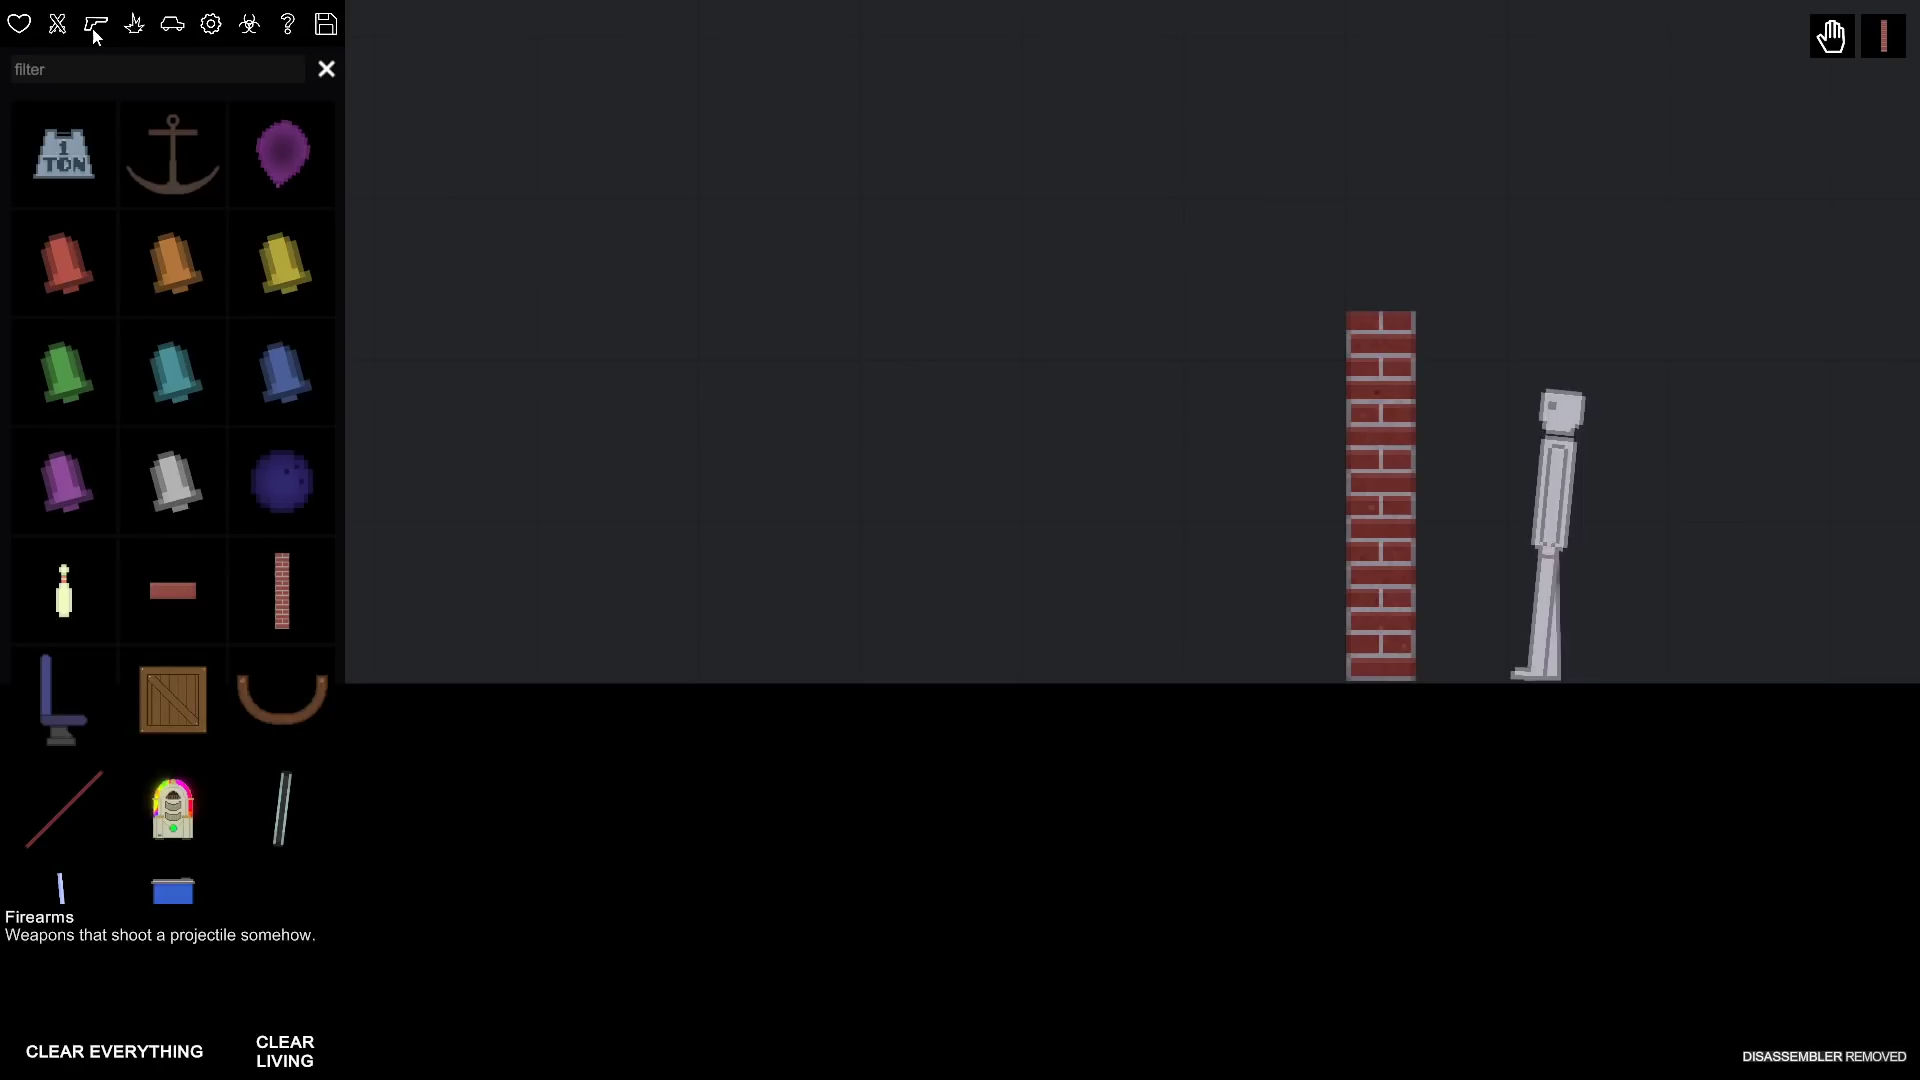 filter
1
TON
Firearms
Weapons that shoot a projectile somehow.
CLEAR EVERYTHING
CLEAR
LIVING
DISASSEMBLER REMOVED